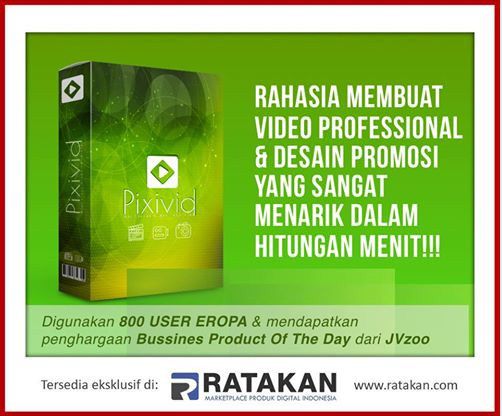 RAHASIA MEMBUAT
VIDEO PROFESSIONAL
& DESAIN PROMOSI
YANG SANGAT
MENARIK DALAM
HITUNGAN MENIT!!!
Pixivid
Pixivid
Digunakan 800 USER EROPA & mendapatkan
penghargaan Bussines Product Of The Day dari JVzoo
Tersedia eksklusif di:
RATAKAN
MARKETPLACE PRODUK DIGITAL INDONESIA
www.ratakan.com